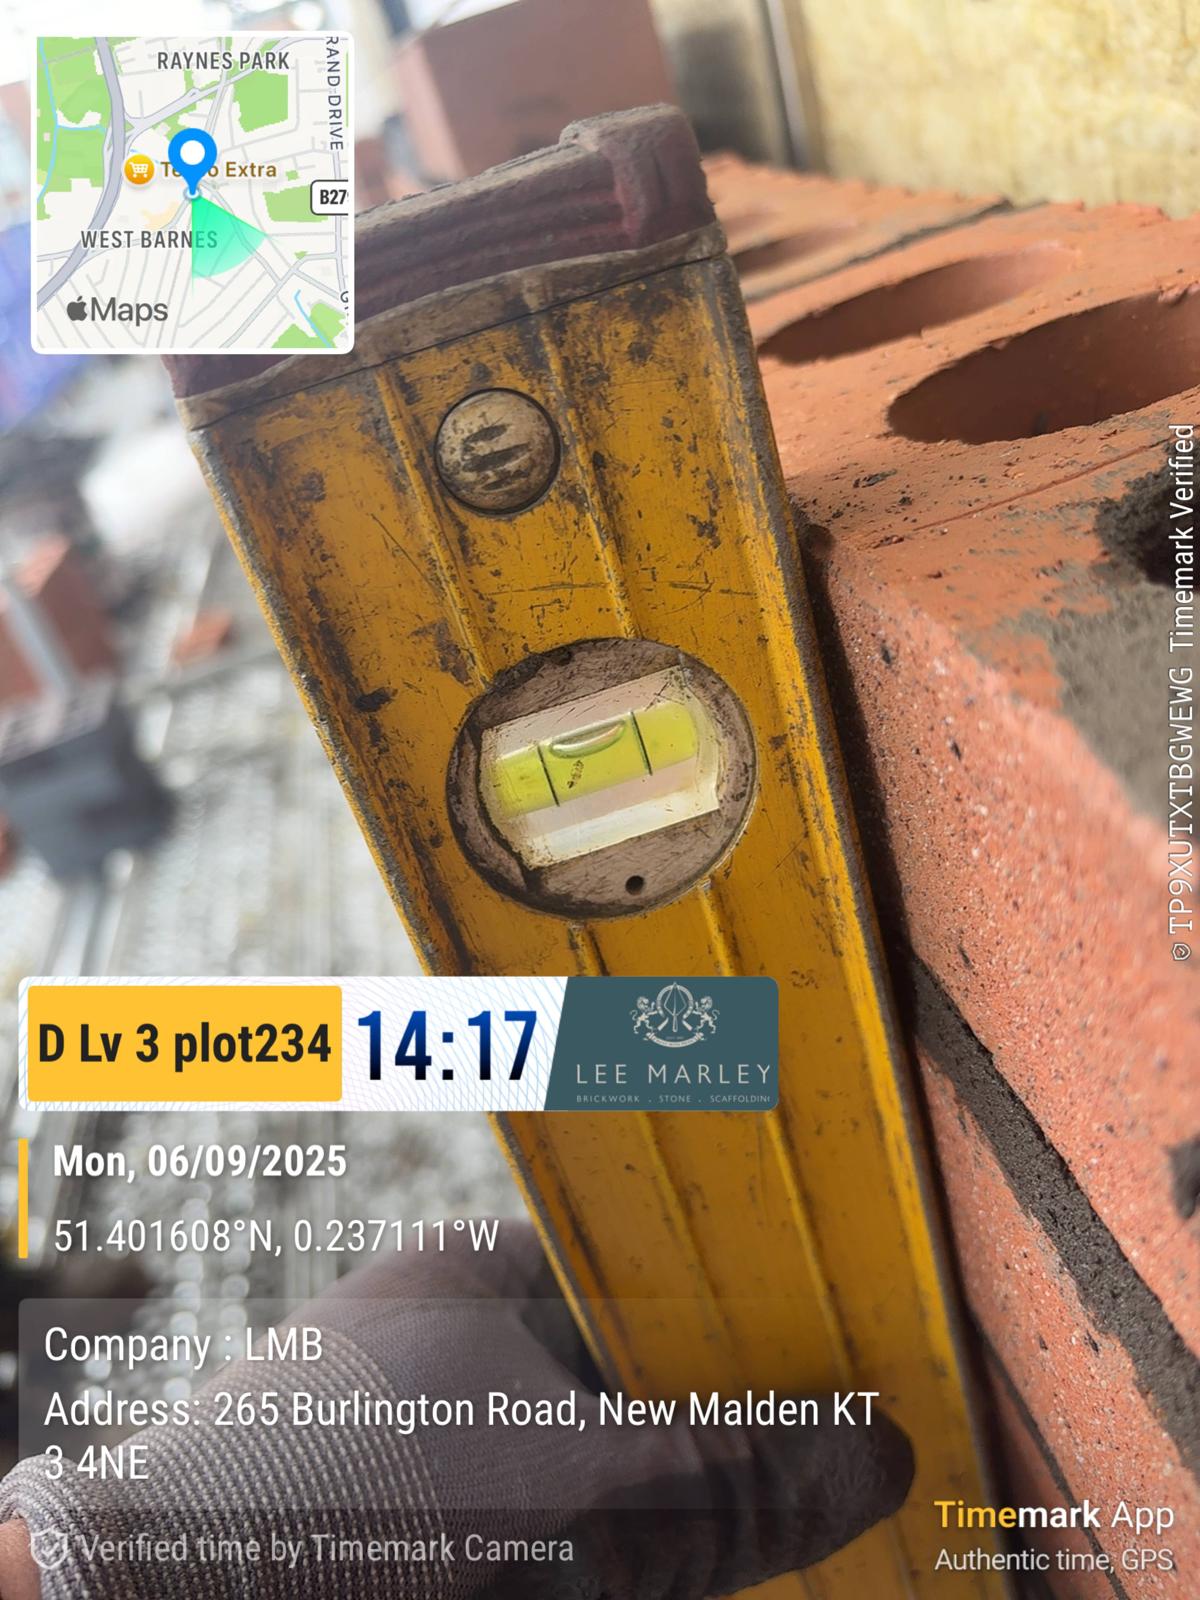 RAYNES PARK
RAND DRIVE
Extra
B27
WEST BARNES
Maps
© TP9XUTXTBGWEWG Timemark Verified
D Lv 3 plot234
14:17
LEE MARLEY
BRICKWORK . STONE . SCAFFOLDIN
Mon, 06/09/2025
51.401608°N, 0.237111°W
Company : LMB
Address: 265 Burlington Road, New Malden KT
3 4NE
Verified time by Timemark Camera
Timemark App
Authentic time, GPS